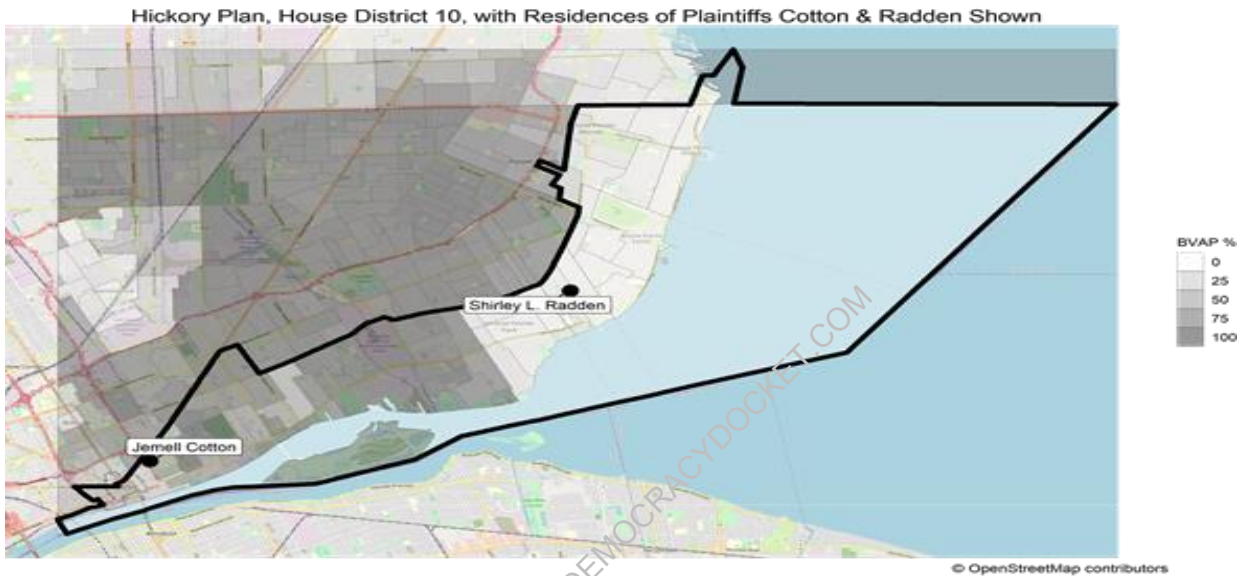 Hickory Plan, House District 10, with Residences of Plaintiffs Cotton & Radden Shown
BVAP %
0
25
50
75
100
Shirley L. Radden
Jemell Cotton
DEMOCRACYDOCKET.COM
© OpenStreetMap contributors